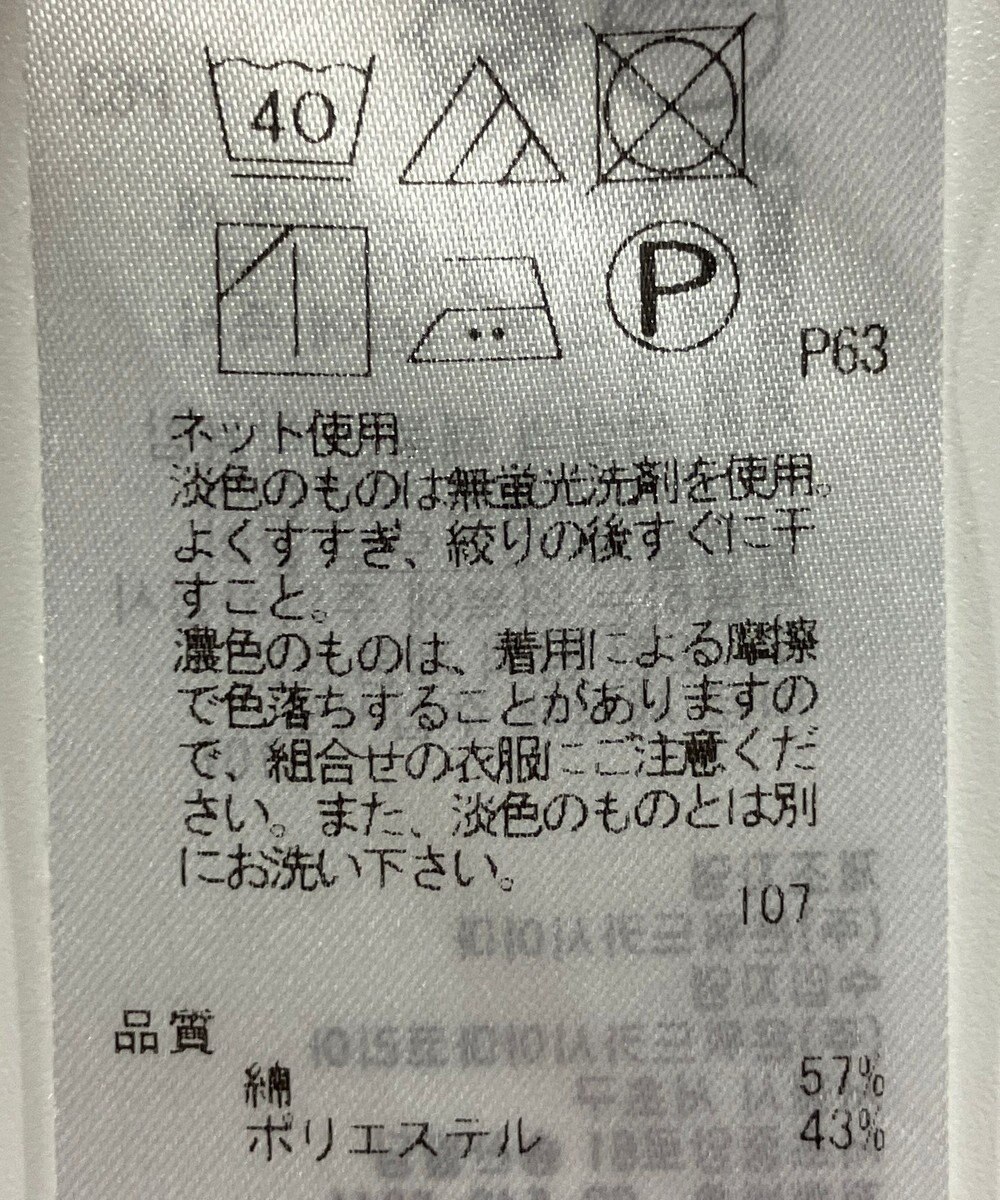 40
P
P63
ネット使用
淡色のものは無蛍光洗剤を使用。
よくすすぎ、絞りの後すぐに干
すこと。
濃色のものは、着用による摩擦
で色落ちすることがありますの
で、組合せの衣服にご注意くだ
さい。また、淡色のものとは別
にお洗い下さい。
107
品質
綿 57%
ポリエステル 43%